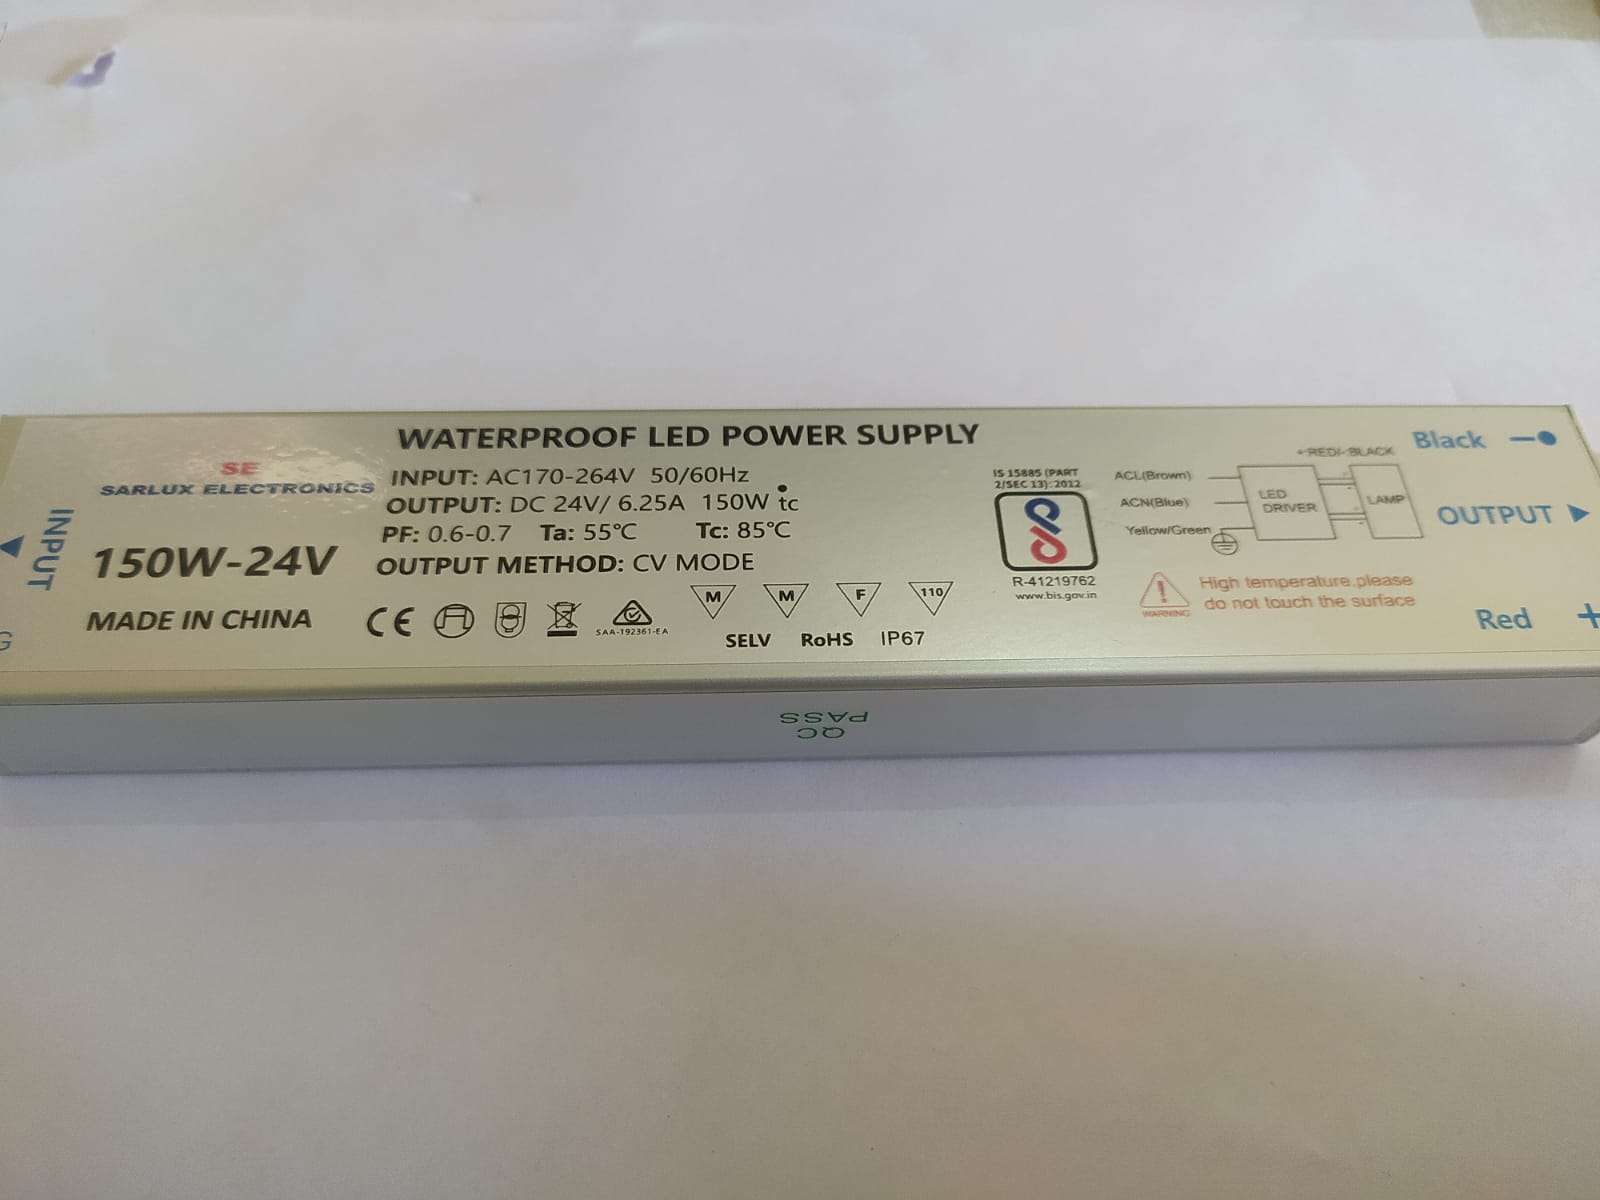 WATERPROOF LED POWER SUPPLY
SE
SARLUX ELECTRONICS
INPUT
150W-24V
MADE IN CHINA
INPUT: AC170-264V 50/60Hz
OUTPUT: DC 24V/ 6.25A 150W tc
PF: 0.6-0.7 Ta: 55℃ Tc: 85℃
OUTPUT METHOD: CV MODE
CE
SAA-192361-EA
M M F 110
SELV RoHS IP67
IS 15885 (PART
2/SEC 13):2012
R-41219762
www.bis.gov.in
ACL(Brown)
ACN(Blue)
Yellow/Green
LED
DRIVER
LAMP
+RED/-BLACK
WARNING
High temperature,please
do not touch the surface
Black —
OUTPUT
Red +
QC
PASS